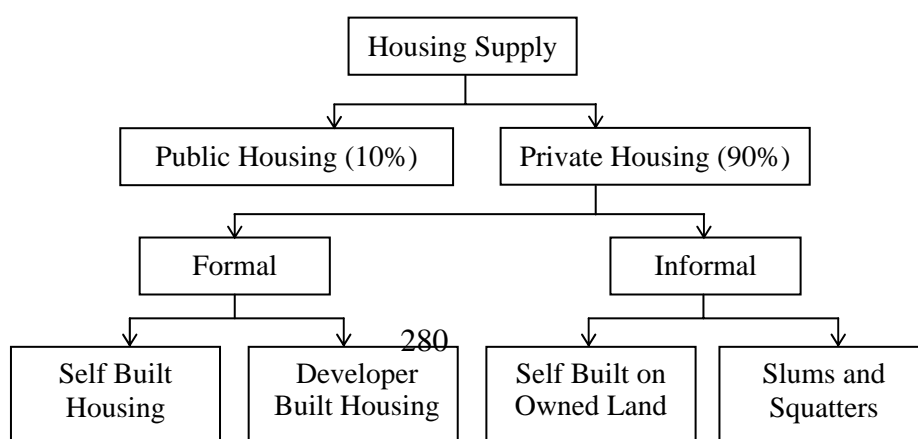 Housing Supply
Public Housing (10%)
Private Housing (90%)
Formal
Informal
280
Self Built
Housing
Developer
Built Housing
Self Built on
Owned Land
Slums and
Squatters